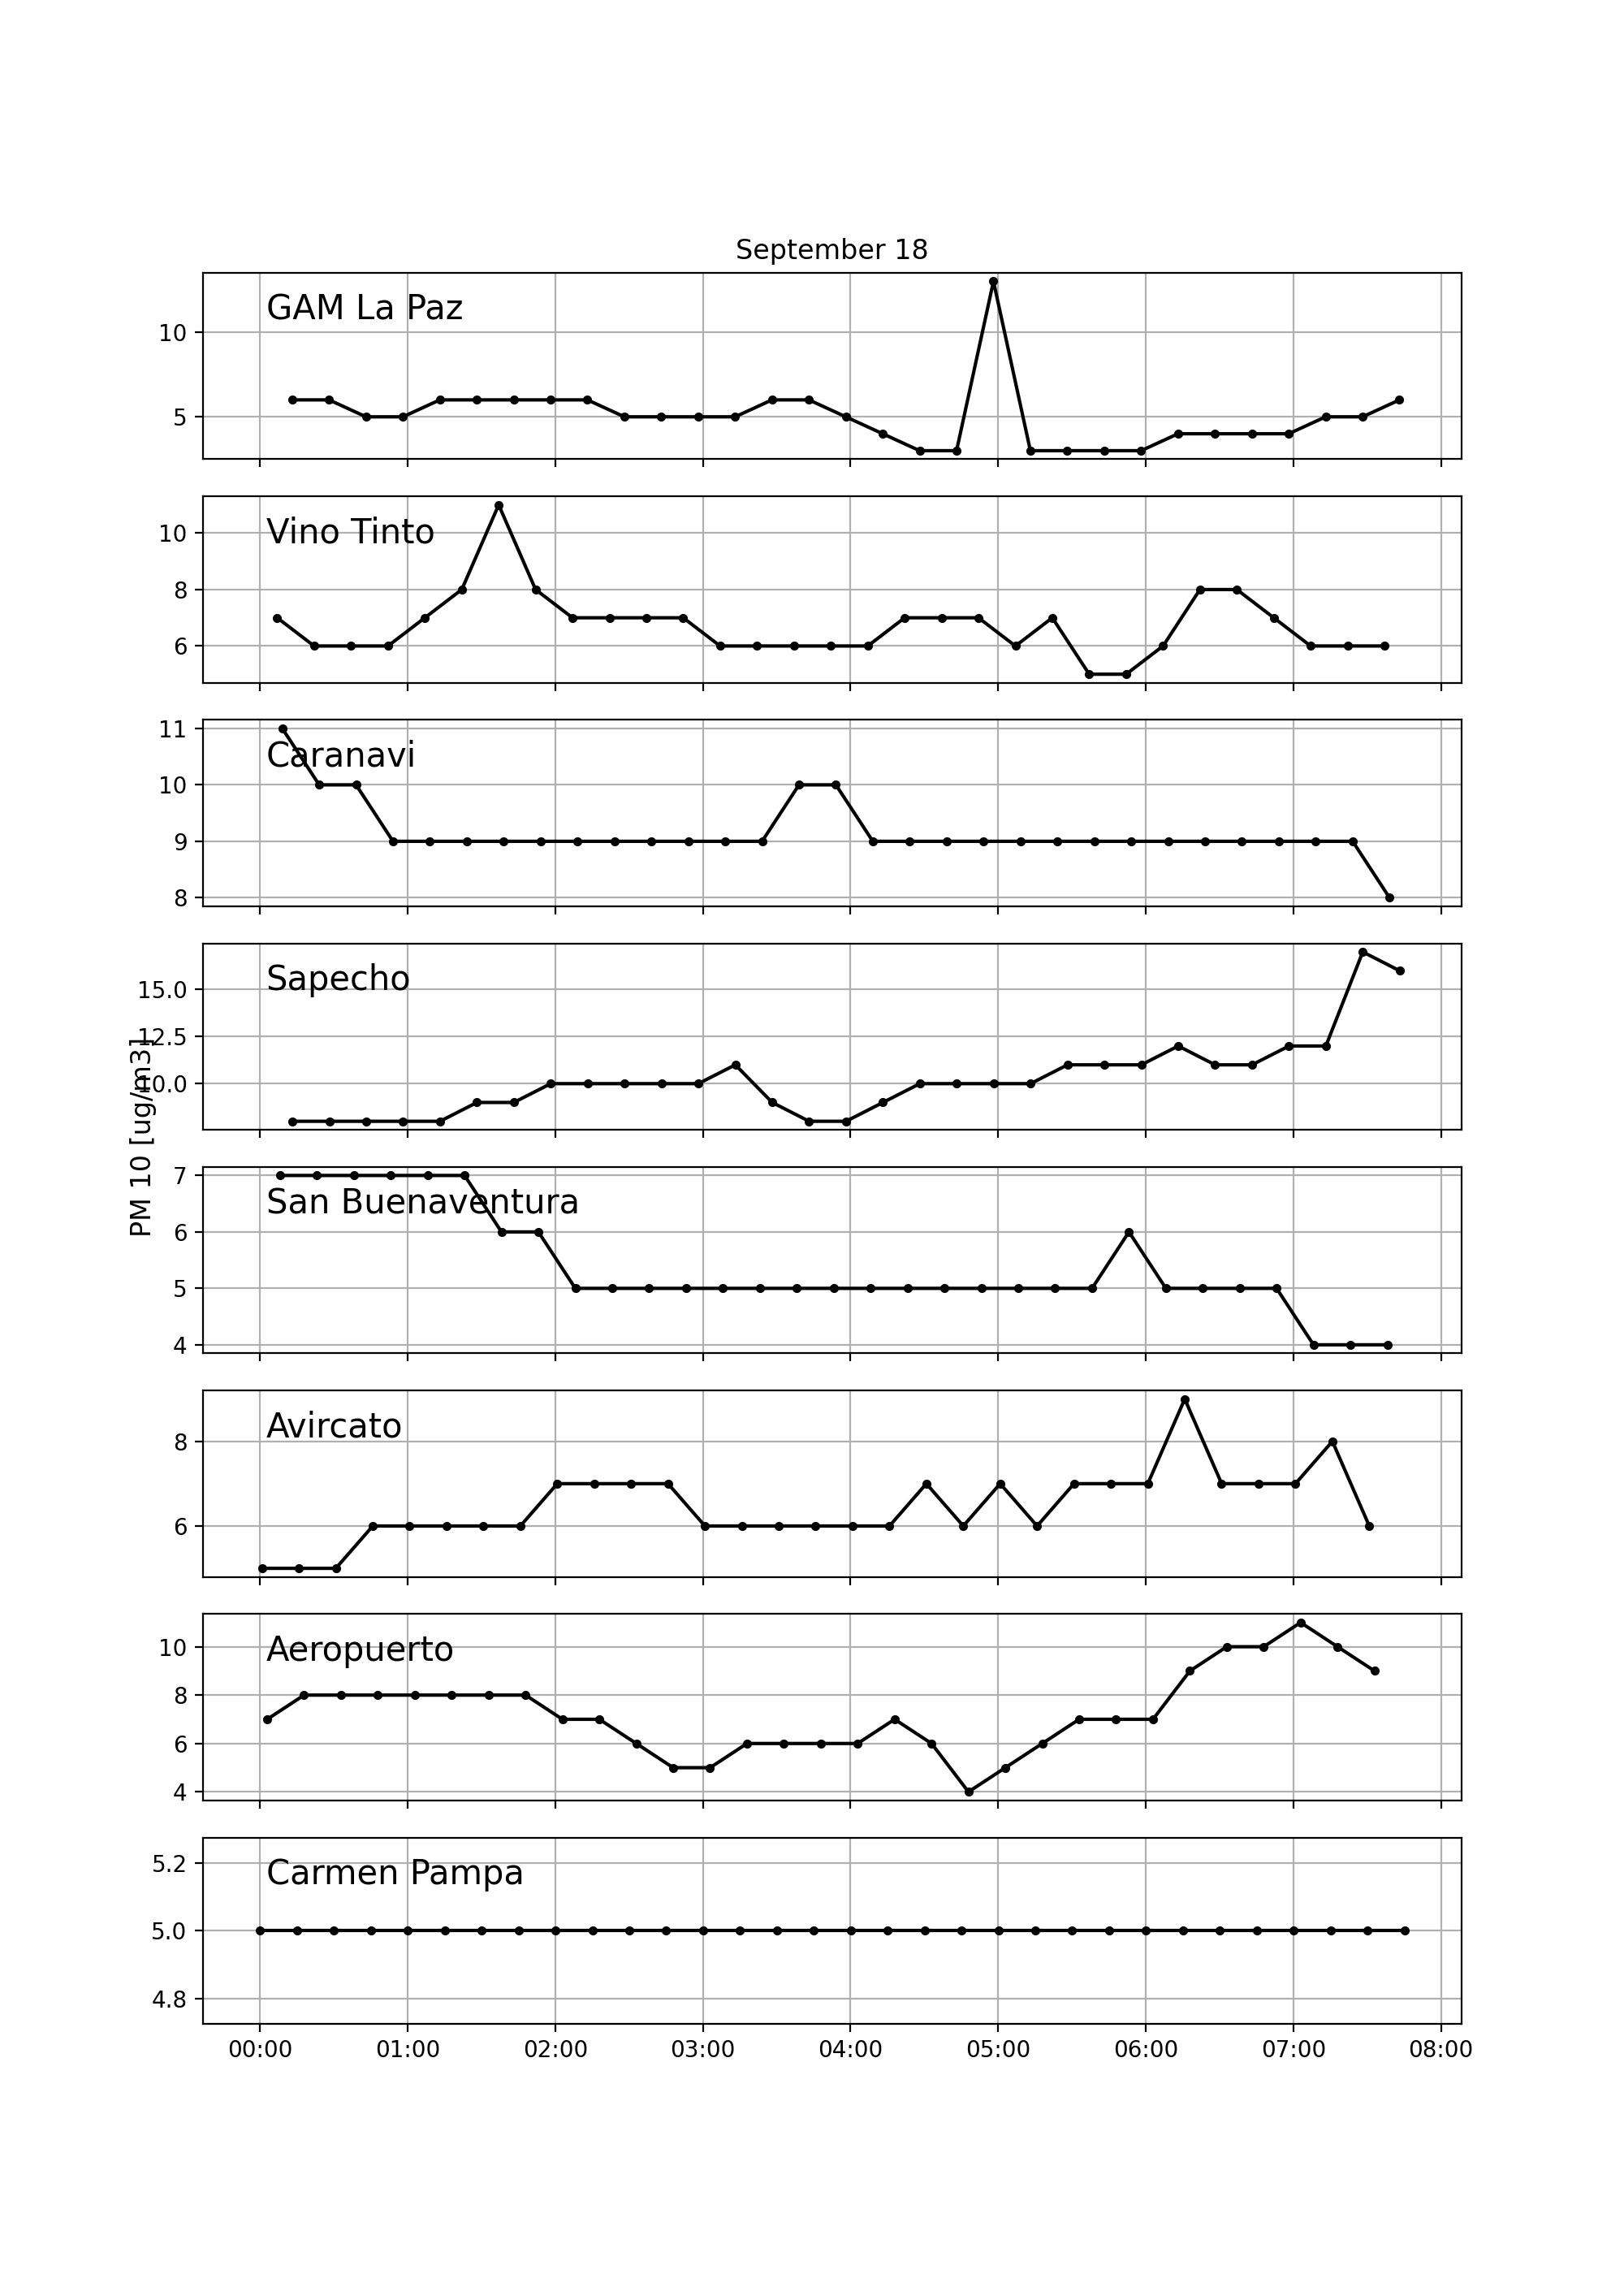 September 18
GAM La Paz
10
5
Vino Tinto
10
8
6
Caranavi
11
10
9
8
Sapecho
15.0
12.5
10.0
PM 10 [ug/m3]
San Buenaventura
7
6
5
4
Avircato
8
6
Aeropuerto
10
8
6
4
Carmen Pampa
5.2
5.0
4.8
00:00 01:00 02:00 03:00 04:00 05:00 06:00 07:00 08:00